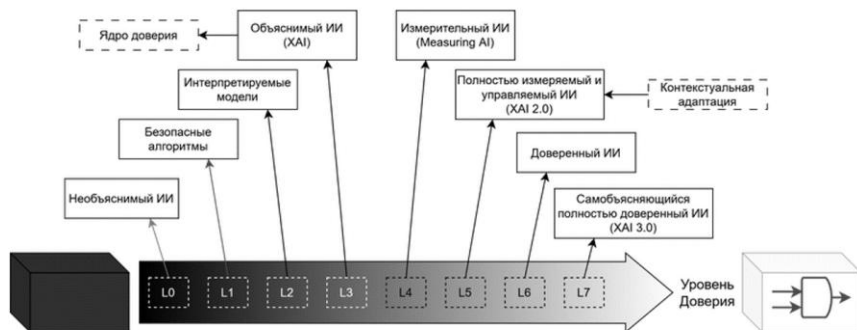 Ядро доверия
Объяснимый ИИ
(XAI)
Измерительный ИИ
(Measuring AI)
Интерпретируемые
модели
Полностью измеряемый и
управляемый ИИ
(XAI 2.0)
Контекстуальная
адаптация
Безопасные
алгоритмы
Доверенный ИИ
Необъяснимый ИИ
Самобъясняющийся
полностью доверенный ИИ
(XAI 3.0)
L0
L1
L2
L3
L4
L5
L6
L7
Уровень
Доверия